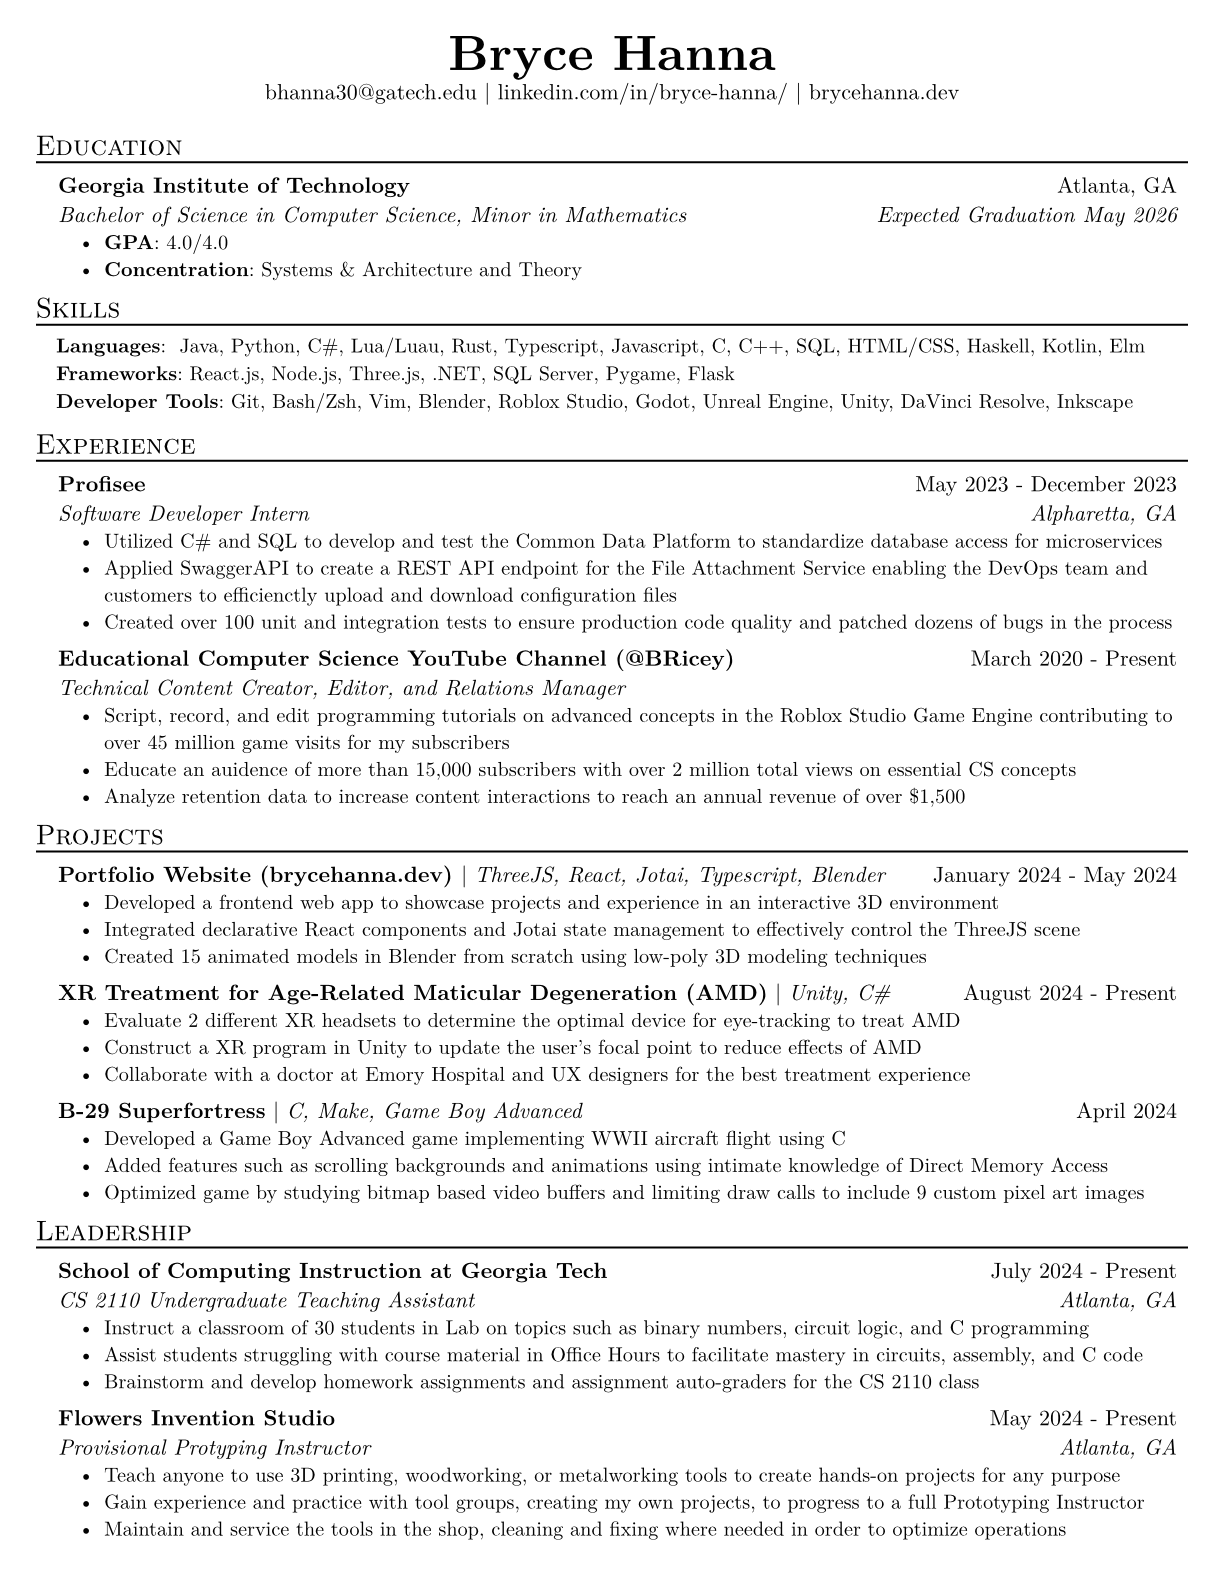 Bryce Hanna
bhanna30@gatech.edu | linkedin.com/in/bryce-hanna/ | brycehanna.dev
Education
Georgia Institute of Technology Atlanta, GA
Bachelor of Science in Computer Science, Minor in Mathematics Expected Graduation May 2026
• GPA: 4.0/4.0
• Concentration: Systems & Architecture and Theory
Skills
Languages: Java, Python, C#, Lua/Luau, Rust, Typescript, Javascript, C, C++, SQL, HTML/CSS, Haskell, Kotlin, Elm
Frameworks: React.js, Node.js, Three.js, .NET, SQL Server, Pygame, Flask
Developer Tools: Git, Bash/Zsh, Vim, Blender, Roblox Studio, Godot, Unreal Engine, Unity, DaVinci Resolve, Inkscape
Experience
Profisee May 2023 - December 2023
Software Developer Intern Alpharetta, GA
• Utilized C# and SQL to develop and test the Common Data Platform to standardize database access for microservices
• Applied SwaggerAPI to create a REST API endpoint for the File Attachment Service enabling the DevOps team and
customers to efficienctly upload and download configuration files
• Created over 100 unit and integration tests to ensure production code quality and patched dozens of bugs in the process
Educational Computer Science YouTube Channel (@BRicey) March 2020 - Present
Technical Content Creator, Editor, and Relations Manager
• Script, record, and edit programming tutorials on advanced concepts in the Roblox Studio Game Engine contributing to
over 45 million game visits for my subscribers
• Educate an auidence of more than 15,000 subscribers with over 2 million total views on essential CS concepts
• Analyze retention data to increase content interactions to reach an annual revenue of over $1,500
Projects
Portfolio Website (brycehanna.dev) | ThreeJS, React, Jotai, Typescript, Blender January 2024 - May 2024
• Developed a frontend web app to showcase projects and experience in an interactive 3D environment
• Integrated declarative React components and Jotai state management to effectively control the ThreeJS scene
• Created 15 animated models in Blender from scratch using low-poly 3D modeling techniques
XR Treatment for Age-Related Maticular Degeneration (AMD) | Unity, C# August 2024 - Present
• Evaluate 2 different XR headsets to determine the optimal device for eye-tracking to treat AMD
• Construct a XR program in Unity to update the user's focal point to reduce effects of AMD
• Collaborate with a doctor at Emory Hospital and UX designers for the best treatment experience
B-29 Superfortress | C, Make, Game Boy Advanced April 2024
• Developed a Game Boy Advanced game implementing WWII aircraft flight using C
• Added features such as scrolling backgrounds and animations using intimate knowledge of Direct Memory Access
• Optimized game by studying bitmap based video buffers and limiting draw calls to include 9 custom pixel art images
Leadership
School of Computing Instruction at Georgia Tech July 2024 - Present
CS 2110 Undergraduate Teaching Assistant Atlanta, GA
• Instruct a classroom of 30 students in Lab on topics such as binary numbers, circuit logic, and C programming
• Assist students struggling with course material in Office Hours to facilitate mastery in circuits, assembly, and C code
• Brainstorm and develop homework assignments and assignment auto-graders for the CS 2110 class
Flowers Invention Studio May 2024 - Present
Provisional Protyping Instructor Atlanta, GA
• Teach anyone to use 3D printing, woodworking, or metalworking tools to create hands-on projects for any purpose
• Gain experience and practice with tool groups, creating my own projects, to progress to a full Prototyping Instructor
• Maintain and service the tools in the shop, cleaning and fixing where needed in order to optimize operations